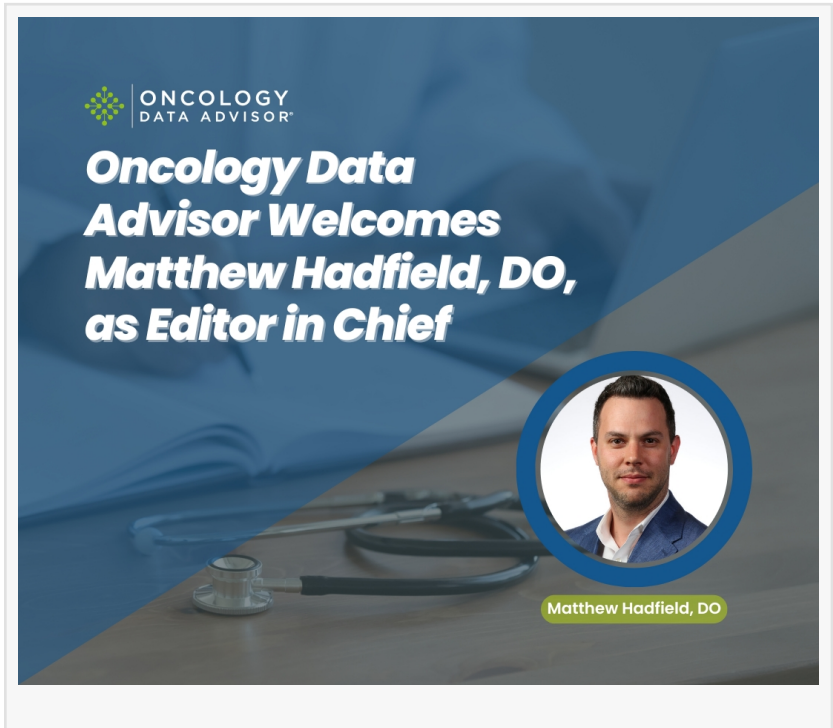 ONCOLOGY
DATA ADVISOR®
Oncology Data
Advisor Welcomes
Matthew Hadfield, DO,
as Editor in Chief
Matthew Hadfield, DO